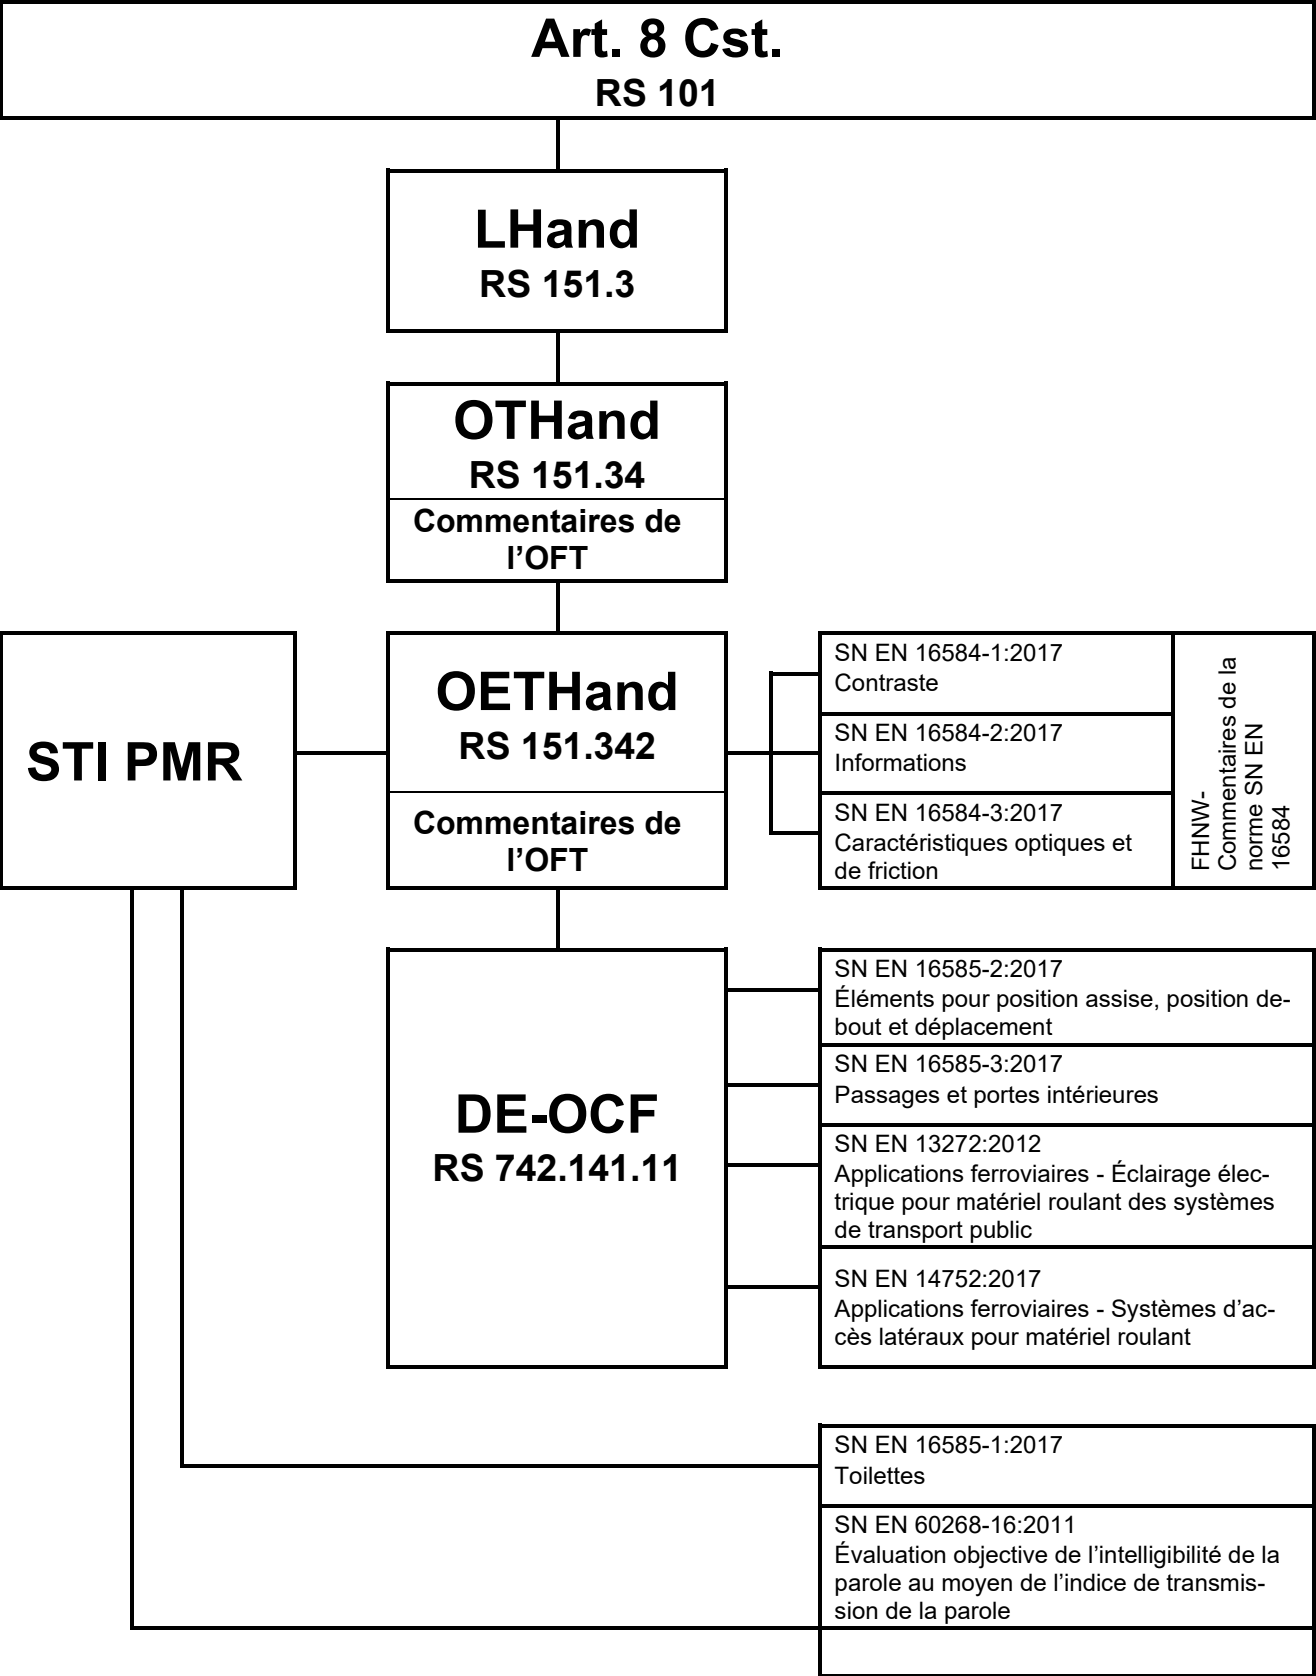 Art. 8 Cst.
RS 101
LHand
RS 151.3
OTHand
RS 151.34
Commentaires de
l’OFT
STI PMR
OETHand
RS 151.342
Commentaires de
l’OFT
SN EN 16584-1:2017
Contraste
SN EN 16584-2:2017
Informations
SN EN 16584-3:2017
Caractéristiques optiques et
de friction
FHNW-
Commentaires de la
norme SN EN
16584
DE-OCF
RS 742.141.11
SN EN 16585-2:2017
Éléments pour position assise, position de-
bout et déplacement
SN EN 16585-3:2017
Passages et portes intérieures
SN EN 13272:2012
Applications ferroviaires - Éclairage élec-
trique pour matériel roulant des systèmes
de transport public
SN EN 14752:2017
Applications ferroviaires - Systèmes d’ac-
cès latéraux pour matériel roulant
SN EN 16585-1:2017
Toilettes
SN EN 60268-16:2011
Évaluation objective de l’intelligibilité de la
parole au moyen de l’indice de transmis-
sion de la parole